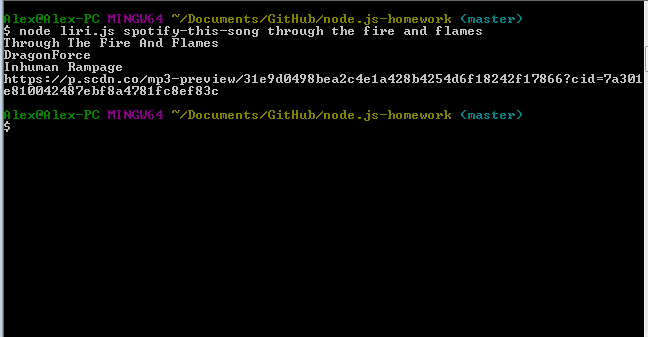 Alex@Alex-PC MINGW64 ~/Documents/GitHub/node.js-homework (master)
$ node liri.js spotify-this-song through the fire and flames
Through The Fire And Flames
DragonForce
Inhuman Rampage
https://p.scdn.co/mp3-preview/31e9d0498bea2c4e1a428b4254d6f18242f17866?cid=7a301
e810042487ebf8a4781fc8ef83c
Alex@Alex-PC MINGW64 ~/Documents/GitHub/node.js-homework (master)
$